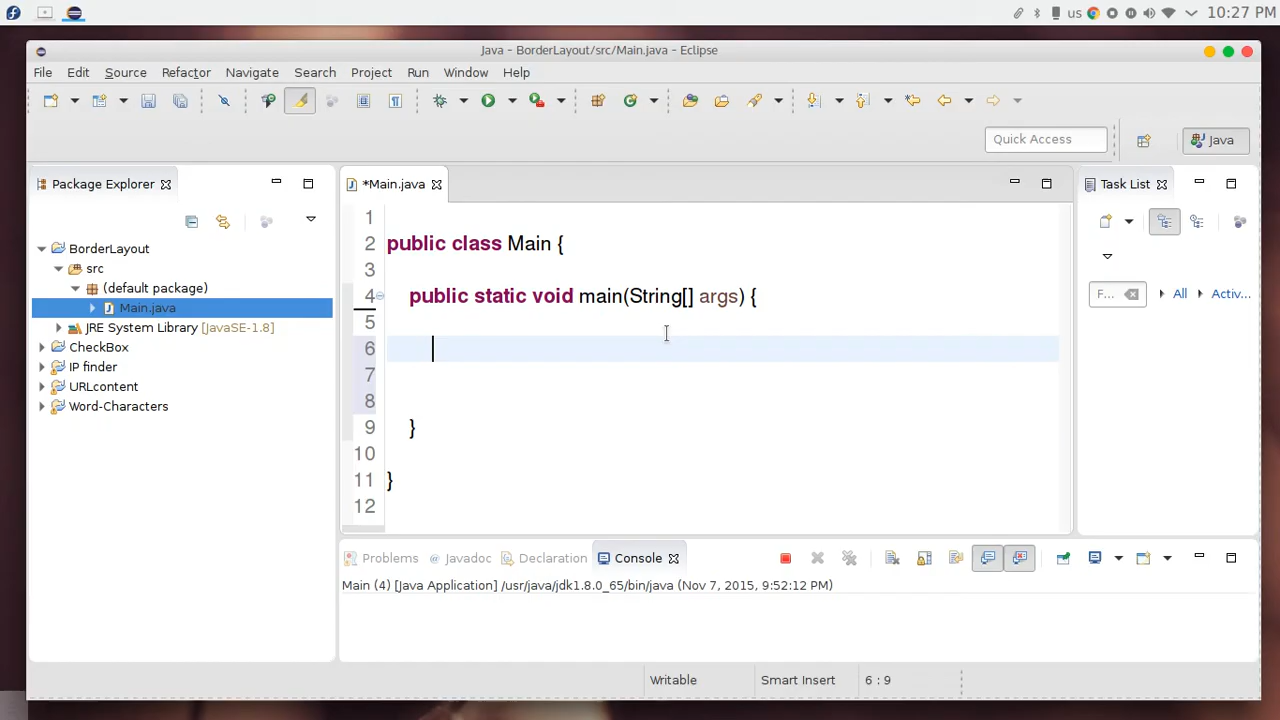 us 10:27 PM
Java - BorderLayout/src/Main.java - Eclipse
File Edit Source Refactor Navigate Search Project Run Window Help
Quick Access Java
Package Explorer
*Main.java
Task List
BorderLayout
src
(default package)
Main.java
JRE System Library [JavaSE-1.8]
CheckBox
IP finder
URLcontent
Word-Characters
1
2 public class Main {
3
4 public static void main(String[] args) {
5
6
7
8
9 }
10
11 }
12
F... All Activ...
Problems @ Javadoc Declaration Console
Main (4) [Java Application] /usr/java/jdk1.8.0_65/bin/java (Nov 7, 2015, 9:52:12 PM)
Writable Smart Insert 6 : 9